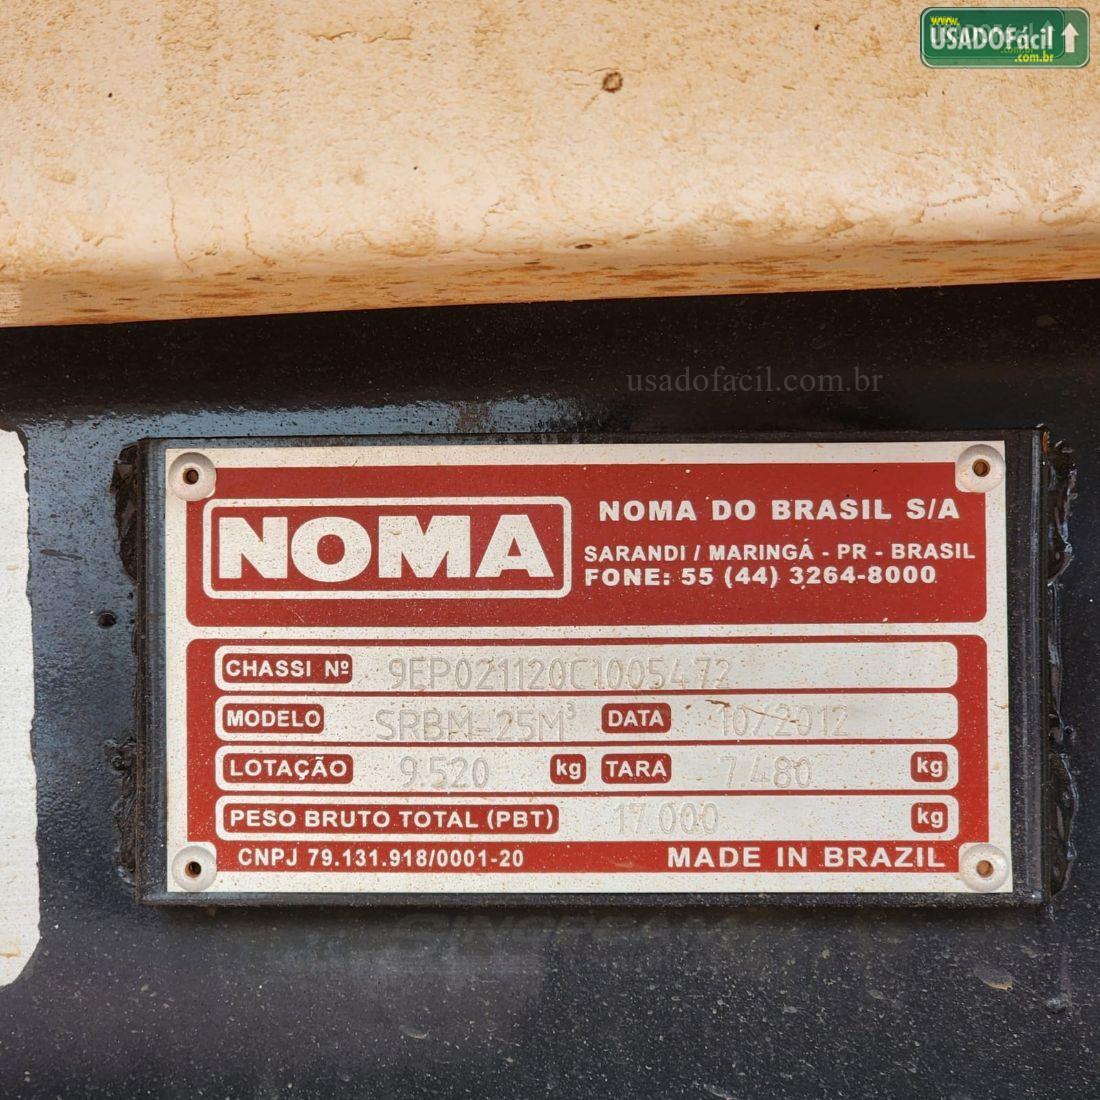 www.
USADOFácil
.com.br
usadofacil.com.br
NOMA
NOMA DO BRASIL S/A
SARANDI / MARINGÁ - PR - BRASIL
FONE: 55 (44) 3264-8000
CHASSI Nº 9EP021120C1005472
MODELO SRBM-25M³ DATA 10/2012
LOTAÇÃO 9.520 kg TARA 7.480 kg
PESO BRUTO TOTAL (PBT) 17.000 kg
CNPJ 79.131.918/0001-20 MADE IN BRAZIL